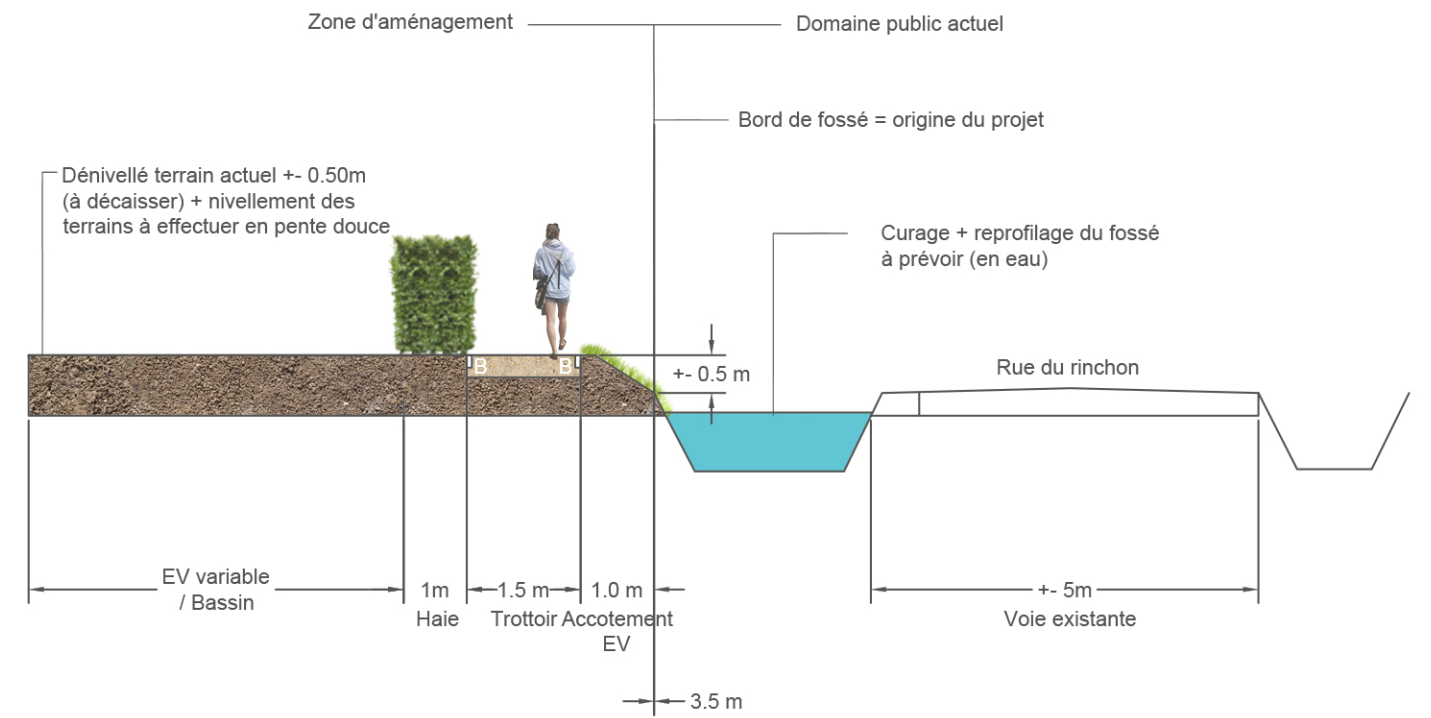 Zone d'aménagement
Domaine public actuel
Bord de fossé = origine du projet
Dénivellé terrain actuel +- 0.50m
(à décaisser) + nivellement des
terrains à effectuer en pente douce
Curage + reprofilage du fossé
à prévoir (en eau)
B
B
+- 0.5 m
Rue du rinchon
EV variable
/ Bassin
1m
Haie
1.5 m
Trottoir
1.0 m
Accotement
EV
+- 5m
Voie existante
3.5 m